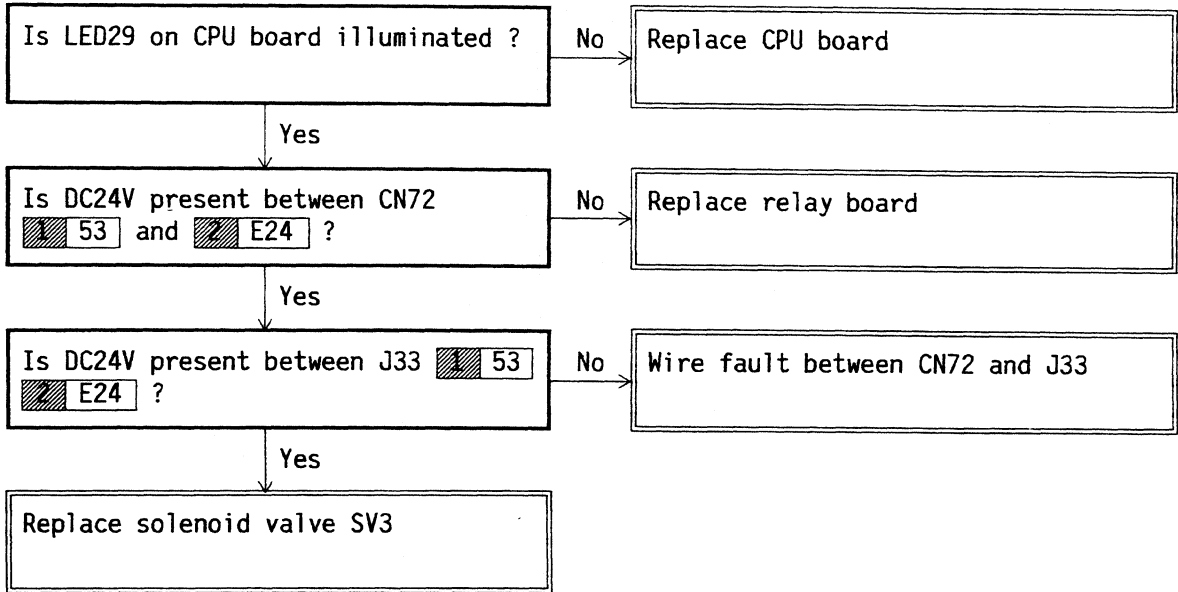 Is LED29 on CPU board illuminated ?
No
Replace CPU board
Yes
Is DC24V present between CN72
1 53 and 2 E24 ?
No
Replace relay board
Yes
Is DC24V present between J33 1 53
2 E24 ?
No
Wire fault between CN72 and J33
Yes
Replace solenoid valve SV3